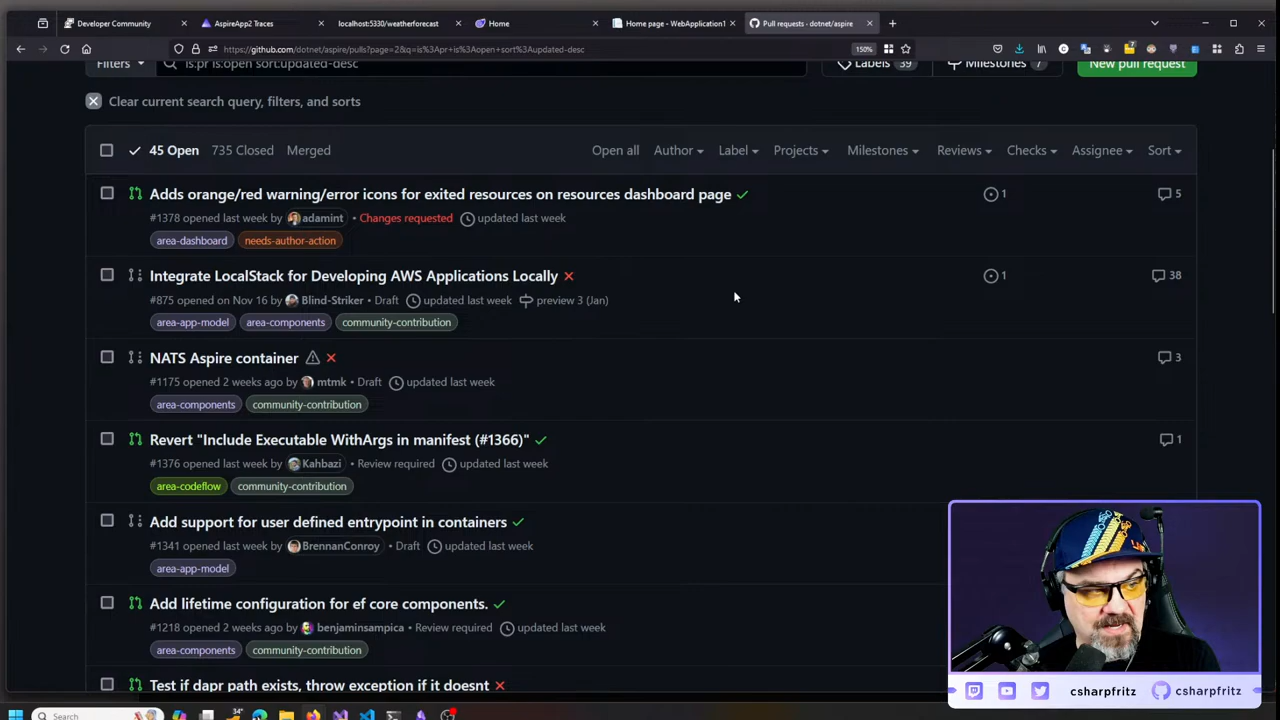 Developer Community
AspireApp2 Traces
localhost:5330/weatherforecast
Home
Home page - WebApplication1
Pull requests · dotnet/aspire
https://github.com/dotnet/aspire/pulls?page=2&q=is%3Apr+is%3Aopen+sort%3Aupdated-desc
150%
Filters
is:pr is:open sort:updated-desc
Labels 39
Milestones 7
New pull request
Clear current search query, filters, and sorts
45 Open 735 Closed Merged Open all Author Label Projects Milestones Reviews Checks Assignee Sort
Adds orange/red warning/error icons for exited resources on resources dashboard page 1 5
#1378 opened last week by adamint • Changes requested updated last week
area-dashboard needs-author-action
Integrate LocalStack for Developing AWS Applications Locally 1 38
#875 opened on Nov 16 by Blind-Striker • Draft updated last week preview 3 (Jan)
area-app-model area-components community-contribution
NATS Aspire container 3
#1175 opened 2 weeks ago by mtmk • Draft updated last week
area-components community-contribution
Revert "Include Executable WithArgs in manifest (#1366)" 1
#1376 opened last week by Kahbazi • Review required updated last week
area-codeflow community-contribution
Add support for user defined entrypoint in containers
#1341 opened last week by BrennanConroy • Draft updated last week
area-app-model
Add lifetime configuration for ef core components.
#1218 opened 2 weeks ago by benjaminsampica • Review required updated last week
area-components community-contribution
Test if dapr path exists, throw exception if it doesnt
csharpfritz csharpfritz
Search
34°